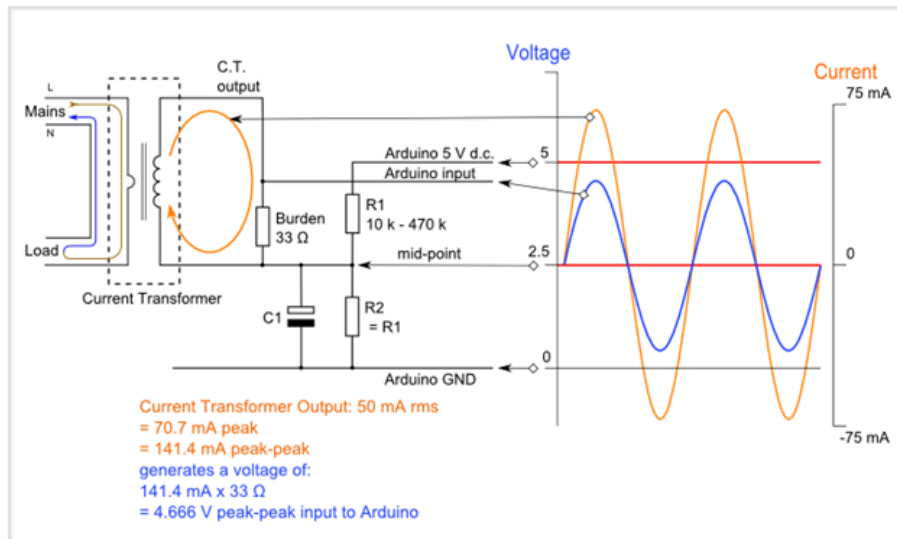 C.T.
output
Voltage
Current
L
Mains
N
Load
Current Transformer
Burden
33 Ω
Arduino 5 V d.c.
Arduino input
R1
10 k - 470 k
mid-point
C1
R2
= R1
Arduino GND
5
2.5
0
75 mA
0
-75 mA
Current Transformer Output: 50 mA rms
= 70.7 mA peak
= 141.4 mA peak-peak
generates a voltage of:
141.4 mA x 33 Ω
= 4.666 V peak-peak input to Arduino